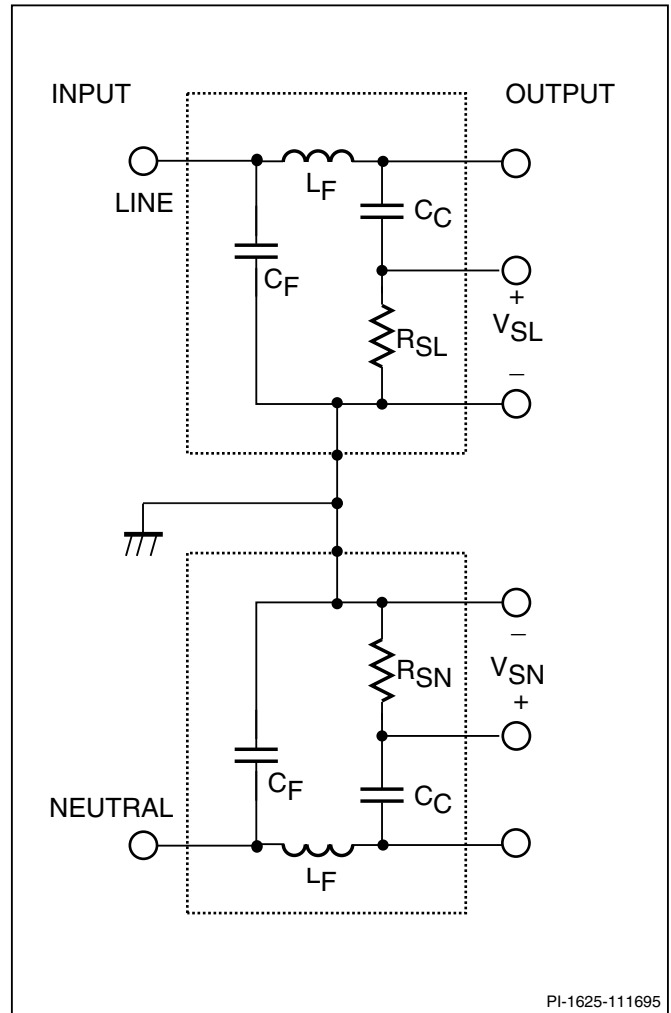 INPUT OUTPUT
LINE
LF
CC
CF
+
VSL
RSL
–
–
RSN
VSN
+
CF
CC
NEUTRAL
LF
PI-1625-111695